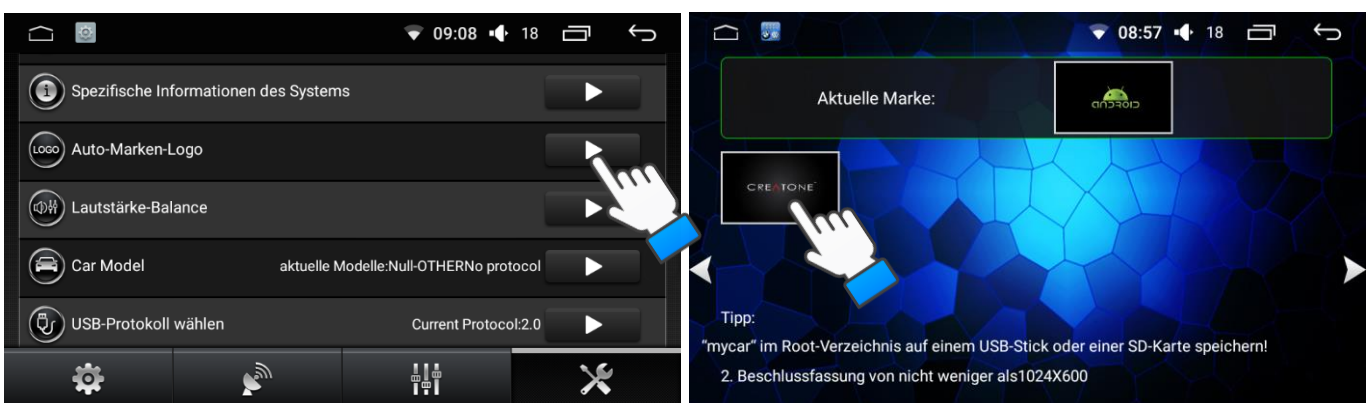 09:08 18
Spezifische Informationen des Systems
LOGO Auto-Marken-Logo
Lautstärke-Balance
Car Model aktuelle Modelle:Null-OTHERNo protocol
USB-Protokoll wählen Current Protocol:2.0
08:57 18
Aktuelle Marke:
ANDROID
CREATONE
Tipp:
"mycar" im Root-Verzeichnis auf einem USB-Stick oder einer SD-Karte speichern!
2. Beschlussfassung von nicht weniger als1024X600